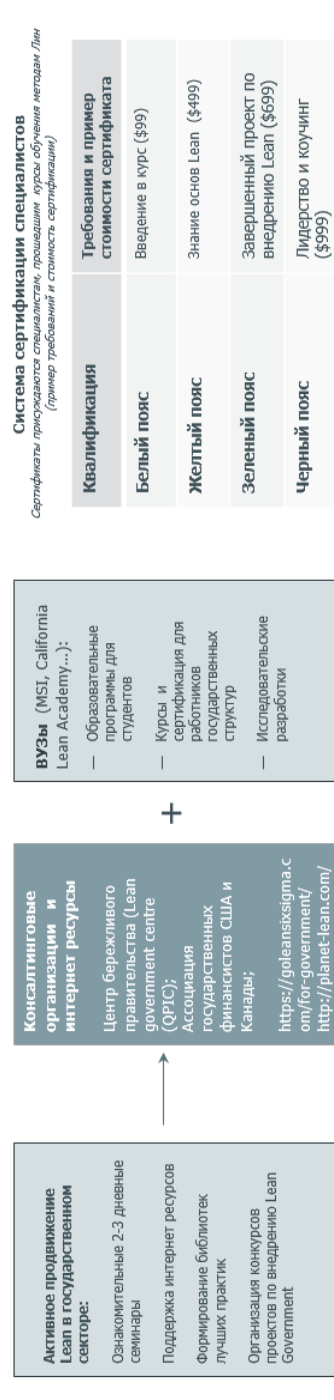 Активное продвижение
Lean в государственном
секторе:
Ознакомительные 2-3 дневные
семинары
Поддержка интернет ресурсов
Формирование библиотек
лучших практик
Организация конкурсов
проектов по внедрению Lean
Government
Консалтинговые
организации и
интернет ресурсы
Центр бережливого
правительства (Lean
government centre
(QPIC);
Ассоциация
государственных
финансистов США и
Канады;
https://goleansixsigma.c
om/for-government/
http://planet-lean.com/
+
ВУЗы (MSI, California
Lean Academy...):
— Образовательные
программы для
студентов
— Курсы и
сертификация для
работников
государственных
структур
— Исследовательские
разработки
Система сертификации специалистов
Сертификаты присуждаются специалистам, прошедшим курсы обучения методам Лин
(пример требований и стоимость сертификации)
Квалификация Требования и пример
стоимости сертификата
Белый пояс Введение в курс ($99)
Желтый пояс Знание основ Lean ($499)
Зеленый пояс Завершенный проект по
внедрению Lean ($699)
Черный пояс Лидерство и коучинг
($999)